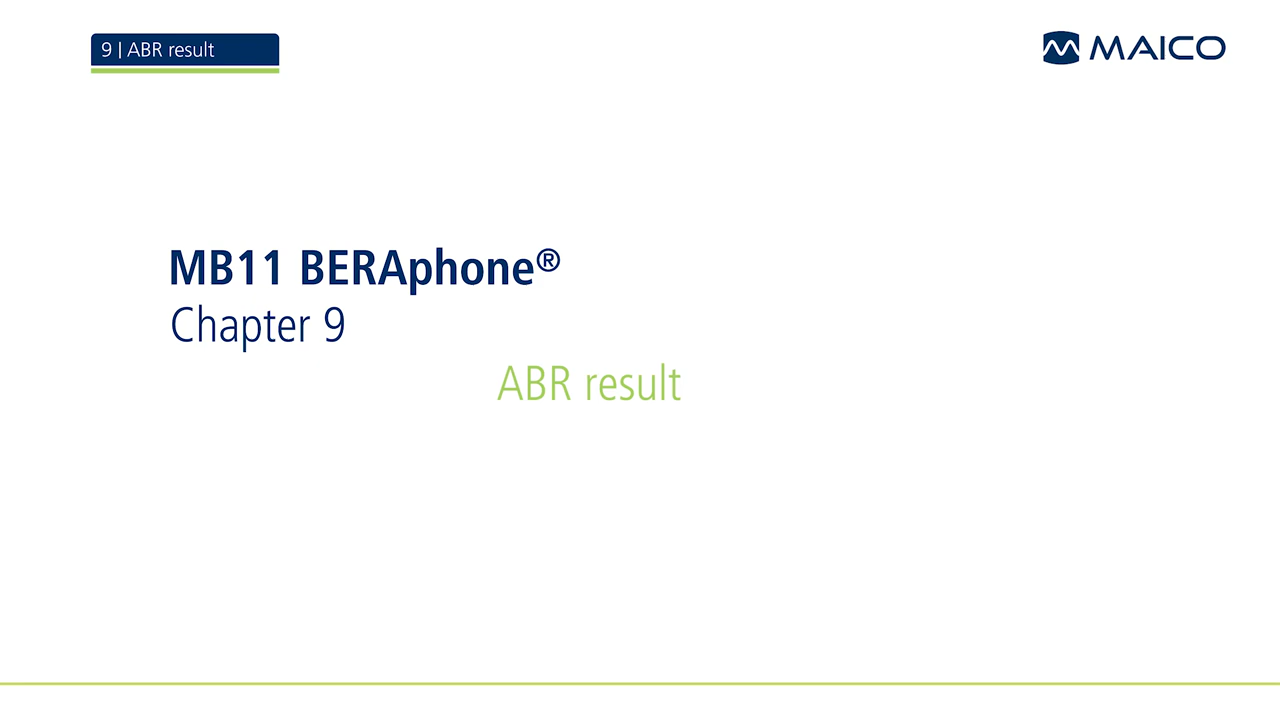 9 | ABR result
MAICO
MB11 BERAphone®
Chapter 9
ABR result